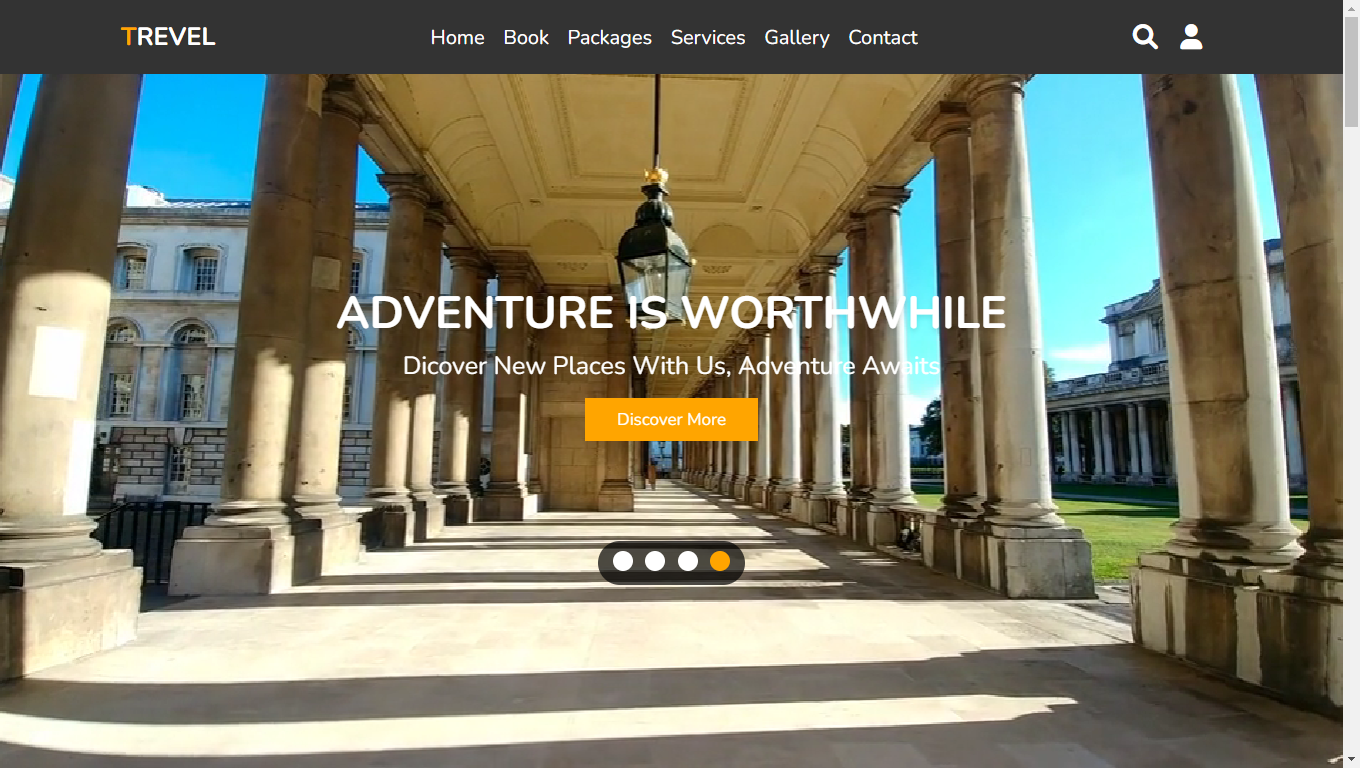 TREVEL
Home Book Packages Services Gallery Contact
ADVENTURE IS WORTHWHILE
Dicover New Places With Us, Adventure Awaits
Discover More